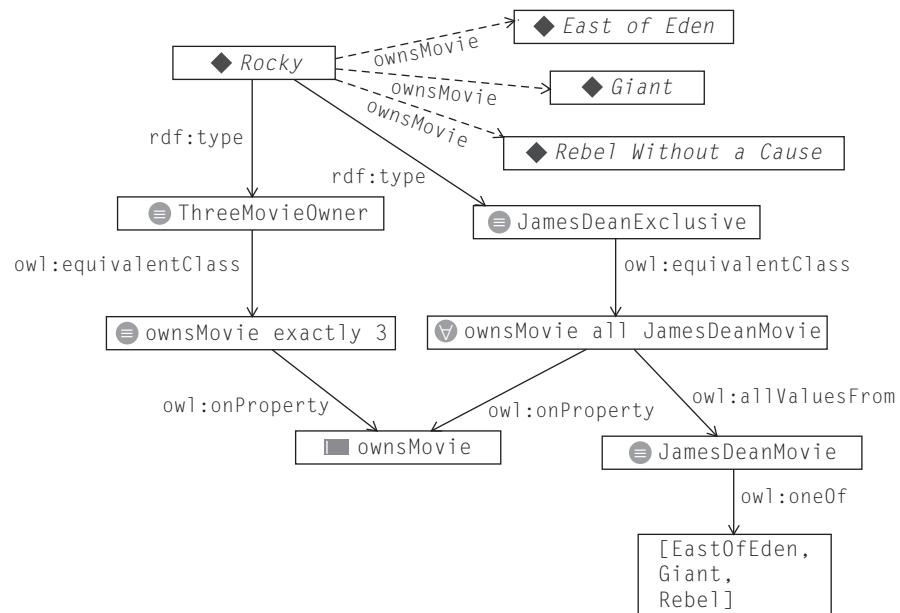 East of Eden
Rocky
ownsMovie
Giant
ownsMovie
ownsMovie
rdf:type
Rebel Without a Cause
rdf:type
ThreeMovieOwner
JamesDeanExclusive
owl:equivalentClass
owl:equivalentClass
ownsMovie exactly 3
ownsMovie all JamesDeanMovie
owl:onProperty
owl:onProperty
owl:allValuesFrom
ownsMovie
JamesDeanMovie
owl:oneOf
[EastOfEden,
Giant,
Rebel]